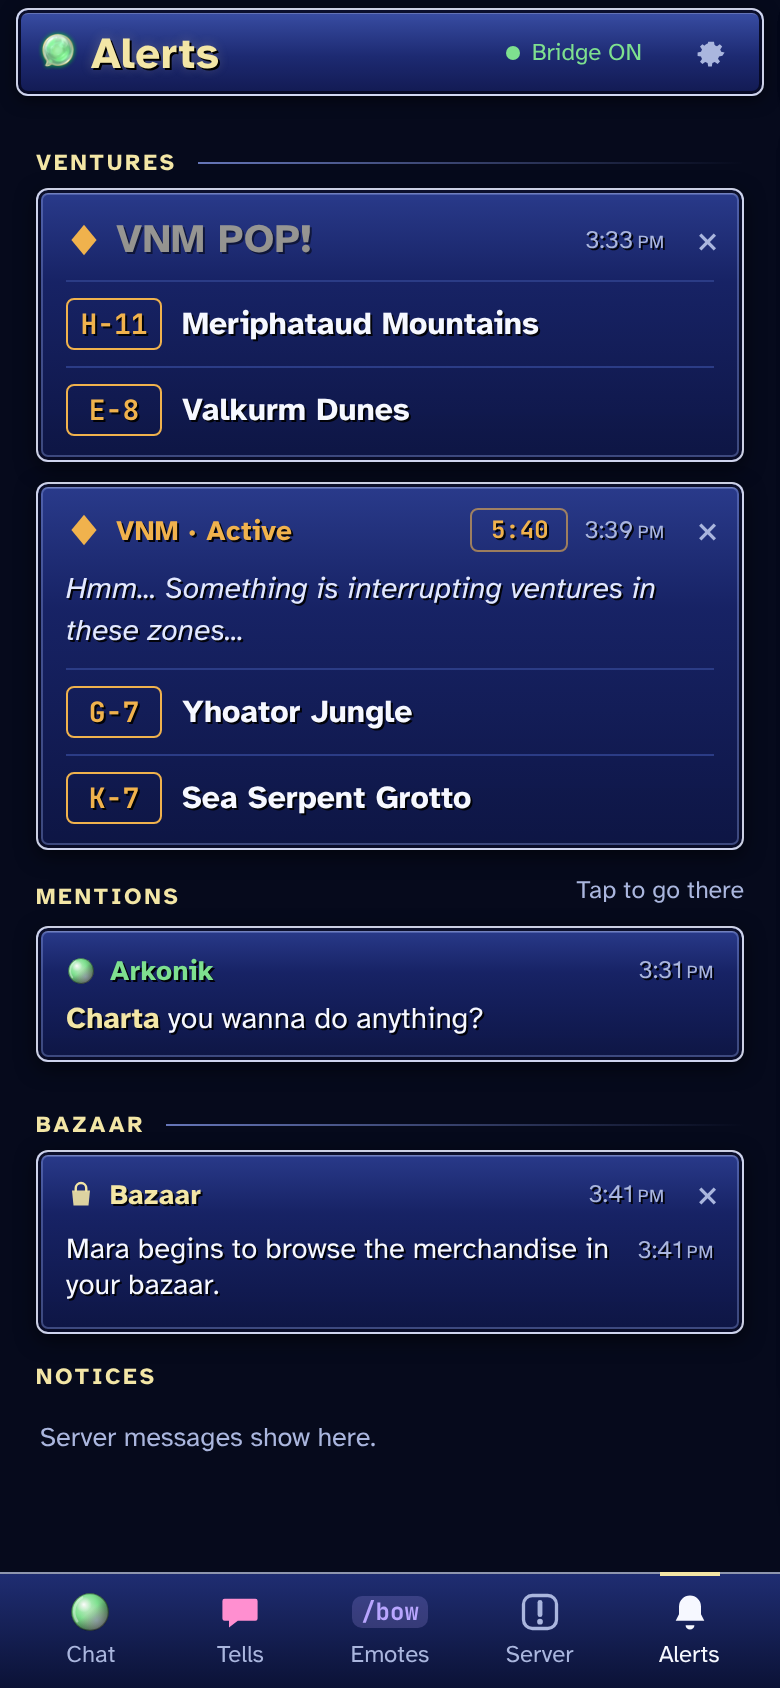 Alerts
Bridge ON
VENTURES
VNM POP!
3:33 PM
H-11 Meriphataud Mountains
E-8 Valkurm Dunes
VNM · Active
5:40
3:39 PM
Hmm... Something is interrupting ventures in
these zones...
G-7 Yhoator Jungle
K-7 Sea Serpent Grotto
MENTIONS
Tap to go there
Arkonik
3:31 PM
Charta you wanna do anything?
BAZAAR
Bazaar
3:41 PM
Mara begins to browse the merchandise in
your bazaar.
3:41 PM
NOTICES
Server messages show here.
Chat
Tells
/bow
Emotes
Server
Alerts